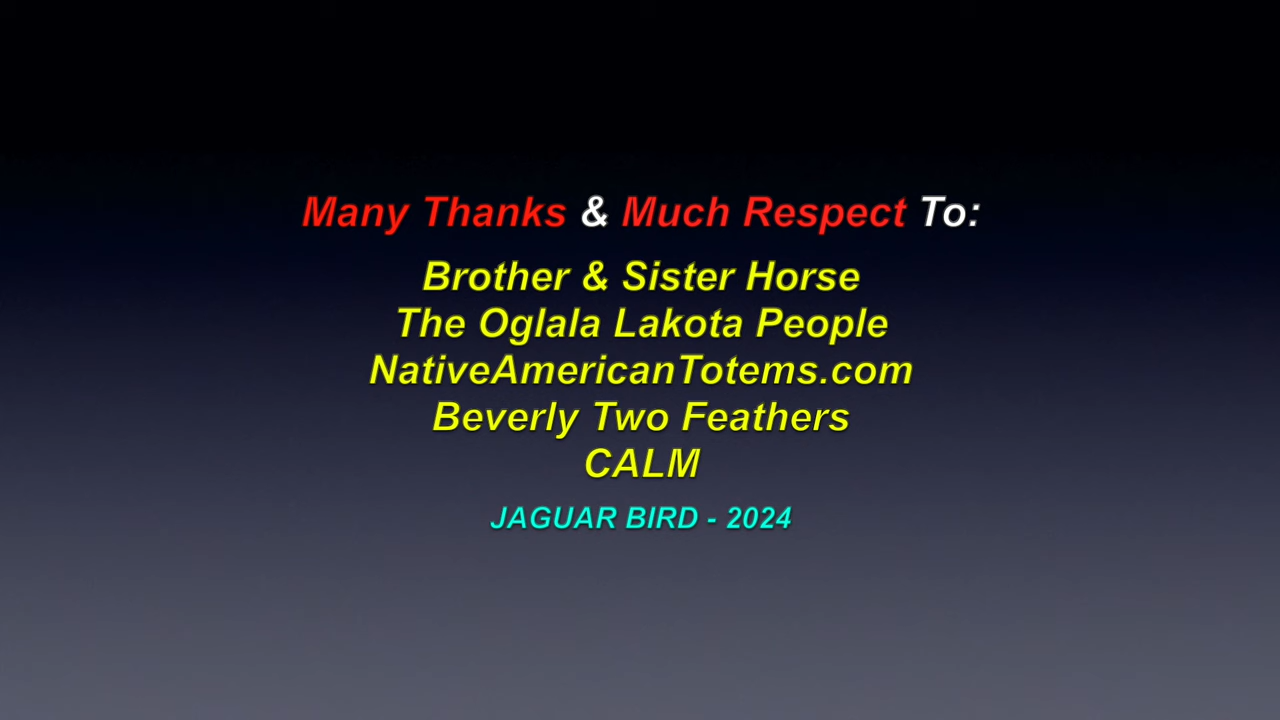 Many Thanks & Much Respect To:
Brother & Sister Horse
The Oglala Lakota People
NativeAmericanTotems.com
Beverly Two Feathers
CALM
JAGUAR BIRD - 2024